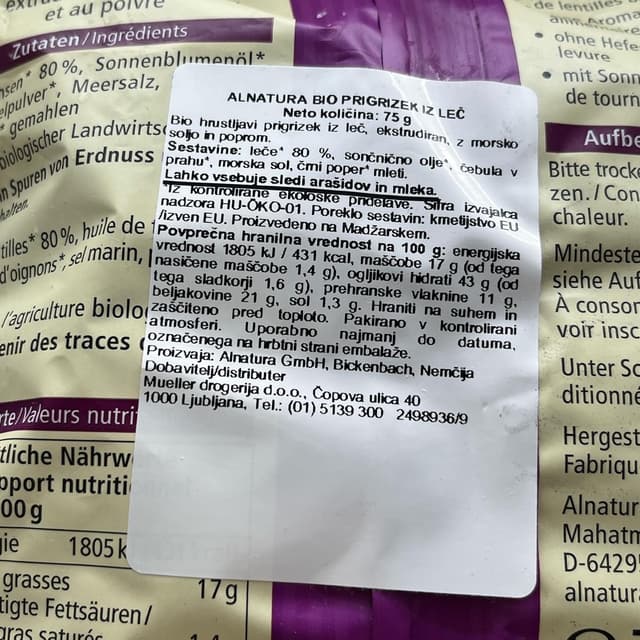 et au poivre
Zutaten/Ingrédients
80%, Sonnenblumenöl*
Meersalz,
gemahlen
Landwirts
Spuren von Erdnuss
80%, huile de
d'oignons*, sel marin,
l'agriculture biolo
enir des traces
rte/Valeurs nutri
tliche Nährw
pport nutriti
00 g
1805 k
grasses
17 g
tigte Fettsäuren/
ALNATURA BIO PRIGRIZEK IZ LEČ
Neto količina: 75 g
Bio hrustljavi prigrizek iz leč, ekstrudiran, z morsko
soljo in poprom.
Sestavine: leče* 80 %, sončnično olje*, čebula v
prahu*, morska sol, črni poper* mleti.
Lahko vsebuje sledi arašidov in mleka.
*Iz kontrolirane ekološke pridelave. Šifra izvajalca
nadzora HU-ÖKO-01. Poreklo sestavin: kmetijstvo EU
/izven EU. Proizvedeno na Madžarskem.
Povprečna hranilna vrednost na 100 g: energijska
vrednost 1805 kJ / 431 kcal, maščobe 17 g (od tega
nasičene maščobe 1,4 g), ogljikovi hidrati 43 g (od
tega sladkorji 1,6 g), prehranske vlaknine 11 g,
beljakovine 21 g, sol 1,3 g. Hraniti na suhem in
zaščiteno pred toploto. Pakirano v kontrolirani
atmosferi. Uporabno najmanj do datuma,
označenega na hrbtni strani embalaže.
Proizvaja: Alnatura GmbH, Bickenbach, Nemčija
Dobavitelj/distributer
Mueller drogerija d.o.o., Čopova ulica 40
1000 Ljubljana, Tel.: (01) 5139 300 2498936/9
de lentilles
• ohne Hefe
levure
• mit Sonn
de tourn
Aufbe
Bitte trocke
zen. / Con
chaleur.
Mindeste
siehe Auf
À consor
voir insc
Unter Sc
ditionné
Hergest
Fabriqu
Alnatur
Mahatm
D-6429
alnatura